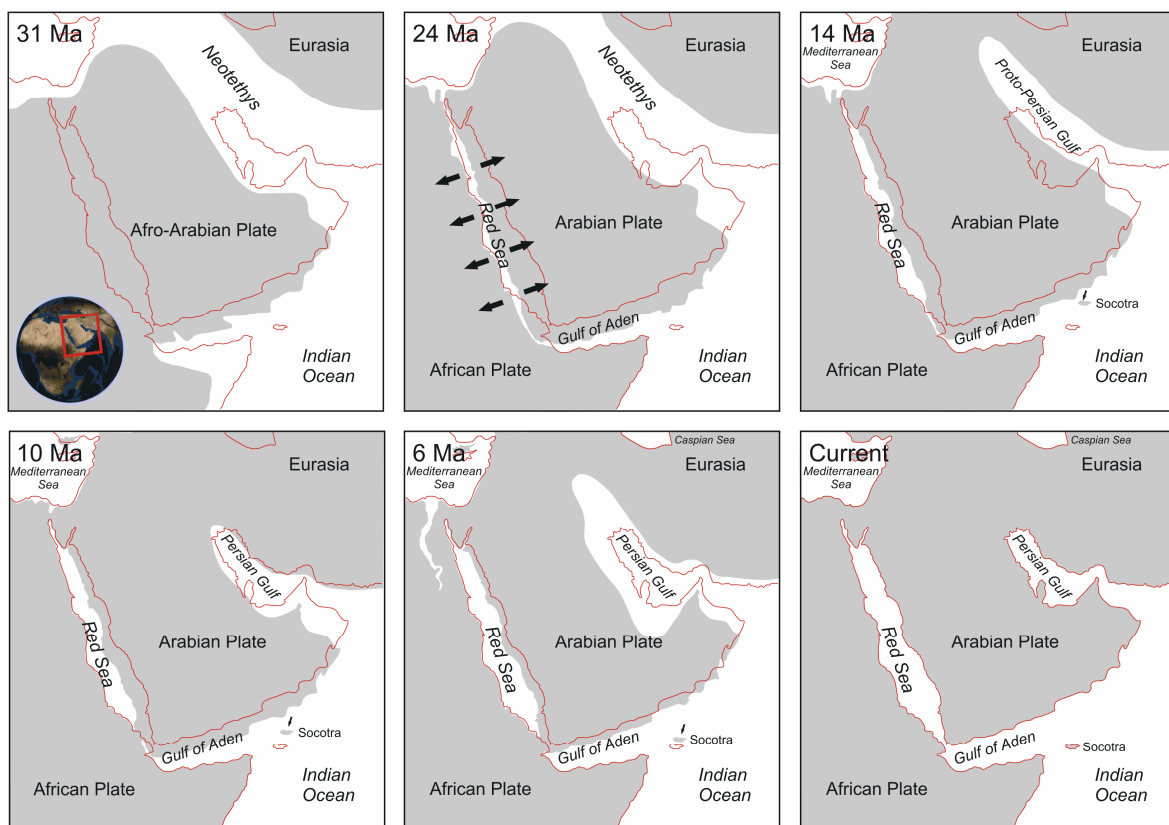 31 Ma
Eurasia
Neotethys
Afro-Arabian Plate
Indian
Ocean
24 Ma
Eurasia
Neotethys
Red Sea
Arabian Plate
Gulf of Aden
African Plate
Indian
Ocean
14 Ma
Mediterranean
Sea
Eurasia
Proto-Persian Gulf
Red Sea
Arabian Plate
Socotra
Gulf of Aden
African Plate
Indian
Ocean
10 Ma
Mediterranean
Sea
Eurasia
Persian Gulf
Red Sea
Arabian Plate
Socotra
Gulf of Aden
African Plate
Indian
Ocean
6 Ma
Mediterranean
Sea
Caspian Sea
Eurasia
Persian Gulf
Red Sea
Arabian Plate
Socotra
Gulf of Aden
African Plate
Indian
Ocean
Current
Mediterranean
Sea
Caspian Sea
Eurasia
Persian Gulf
Red Sea
Arabian Plate
Gulf of Aden
Socotra
African Plate
Indian
Ocean